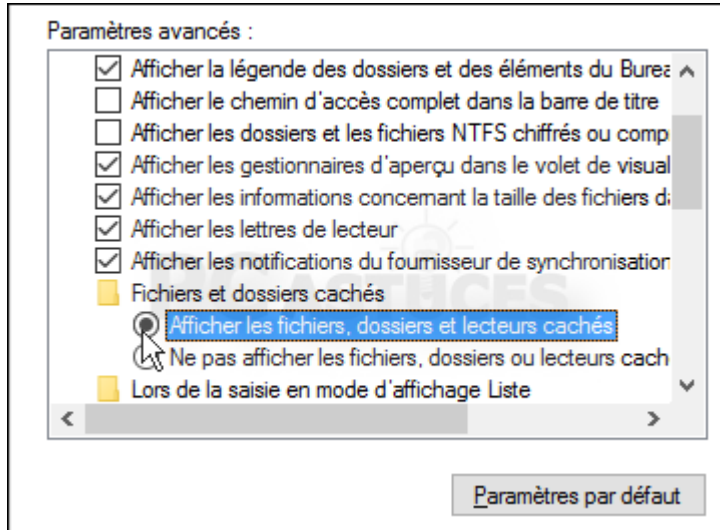 Paramètres avancés :
Afficher la légende des dossiers et des éléments du Burea
Afficher le chemin d'accès complet dans la barre de titre
Afficher les dossiers et les fichiers NTFS chiffrés ou comp
Afficher les gestionnaires d'aperçu dans le volet de visual
Afficher les informations concernant la taille des fichiers da
Afficher les lettres de lecteur
Afficher les notifications du fournisseur de synchronisation
Fichiers et dossiers cachés
Afficher les fichiers, dossiers et lecteurs cachés
Ne pas afficher les fichiers, dossiers ou lecteurs cach
Lors de la saisie en mode d'affichage Liste
Paramètres par défaut
PC ASTUCES